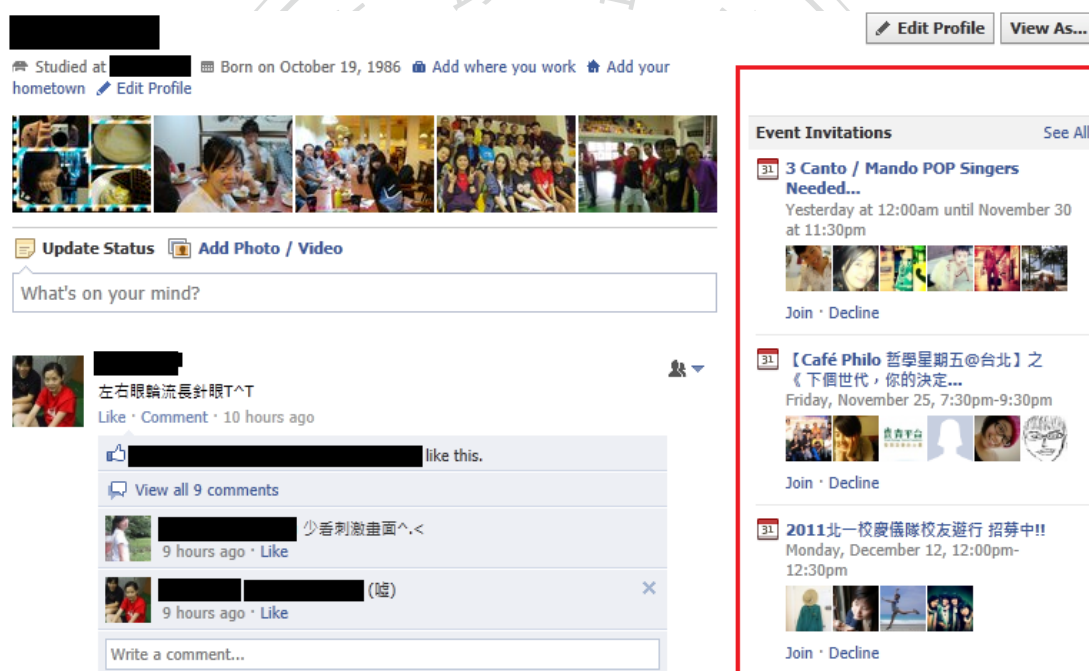 Edit Profile
View As...
Studied at
Born on October 19, 1986
Add where you work
Add your
hometown
Edit Profile
Update Status
Add Photo / Video
What's on your mind?
左右眼輪流長針眼T^T
Like · Comment · 10 hours ago
like this.
View all 9 comments
少看刺激畫面^.<
9 hours ago · Like
(噓)
9 hours ago · Like
Write a comment...
Event Invitations
See All
31
3 Canto / Mando POP Singers
Needed...
Yesterday at 12:00am until November 30
at 11:30pm
Join · Decline
31
【Café Philo 哲學星期五@台北】之
《下個世代，你的決定...
Friday, November 25, 7:30pm-9:30pm
Join · Decline
31
2011北一校慶儀隊校友遊行 招募中!!
Monday, December 12, 12:00pm-
12:30pm
Join · Decline